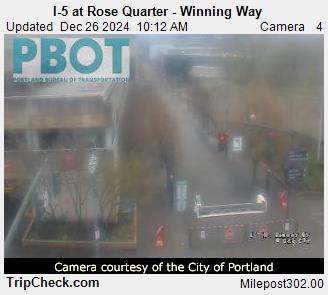 I-5 at Rose Quarter - Winning Way
Updated Dec 26 2024 10:12 AM Camera 4
PBOT
PORTLAND BUREAU OF TRANSPORTATION
Camera courtesy of the City of Portland
TripCheck.com Milepost302.00